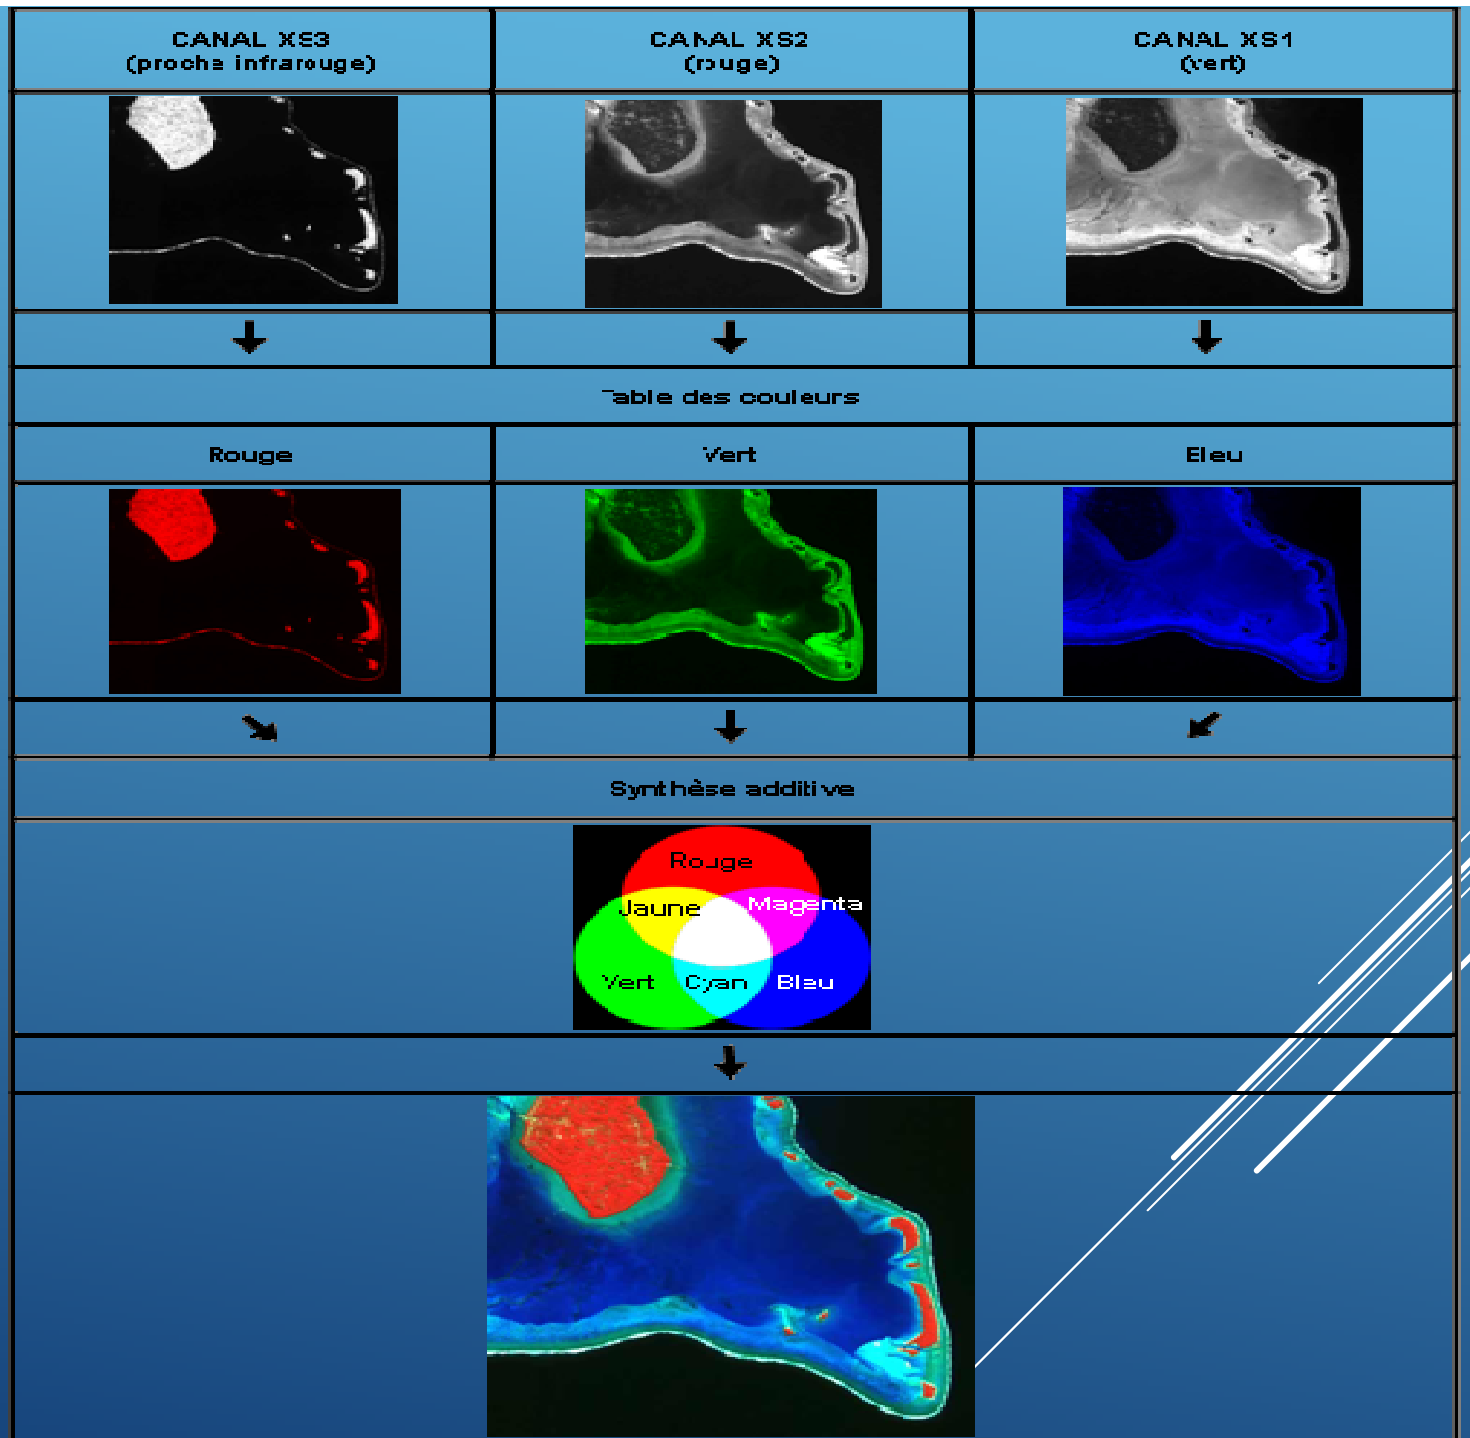 CANAL XS3
(proche infrarouge)
CANAL XS2
(rouge)
CANAL XS1
(vert)
Table des couleurs
Rouge
Vert
Bleu
Synthèse additive
Rouge
Jaune
Magenta
Vert
Cyan
Bleu